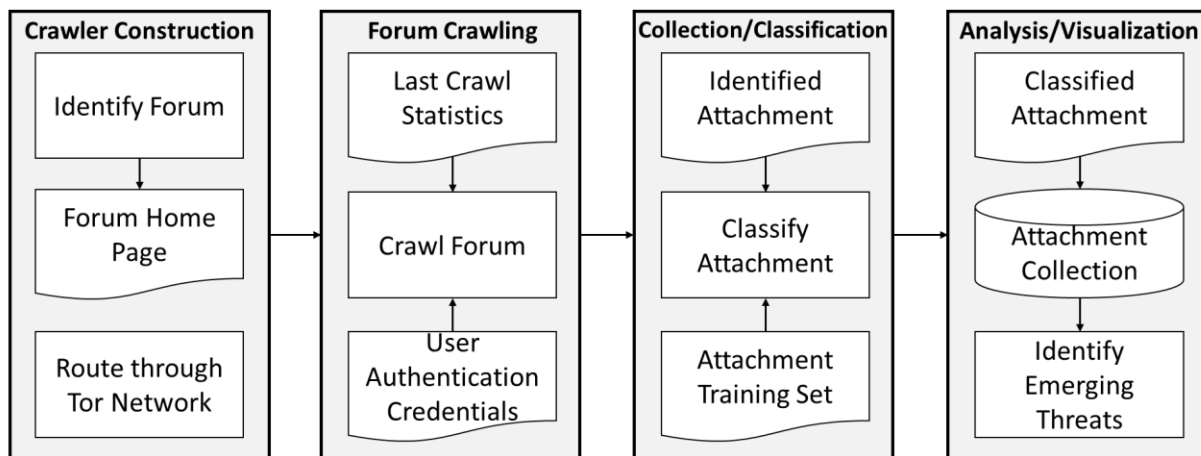 Crawler Construction
Identify Forum
Forum Home
Page
Route through
Tor Network
Forum Crawling
Last Crawl
Statistics
Crawl Forum
User
Authentication
Credentials
Collection/Classification
Identified
Attachment
Classify
Attachment
Attachment
Training Set
Analysis/Visualization
Classified
Attachment
Attachment
Collection
Identify
Emerging
Threats